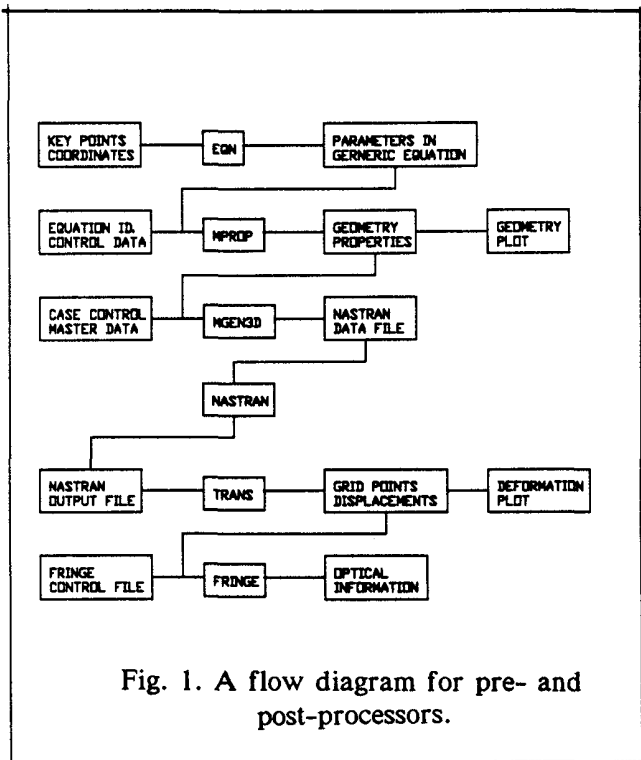 KEY POINTS
COORDINATES
EQN
PARAMETERS IN
GERNERIC EQUATION
EQUATION ID.
CONTROL DATA
MPROP
GEOMETRY
PROPERTIES
GEOMETRY
PLOT
CASE CONTROL
MASTER DATA
MGEN3D
NASTRAN
DATA FILE
NASTRAN
NASTRAN
OUTPUT FILE
TRANS
GRID POINTS
DISPLACEMENTS
DEFORMATION
PLOT
FRINGE
CONTROL FILE
FRINGE
OPTICAL
INFORMATION
Fig. 1. A flow diagram for pre- and
post-processors.